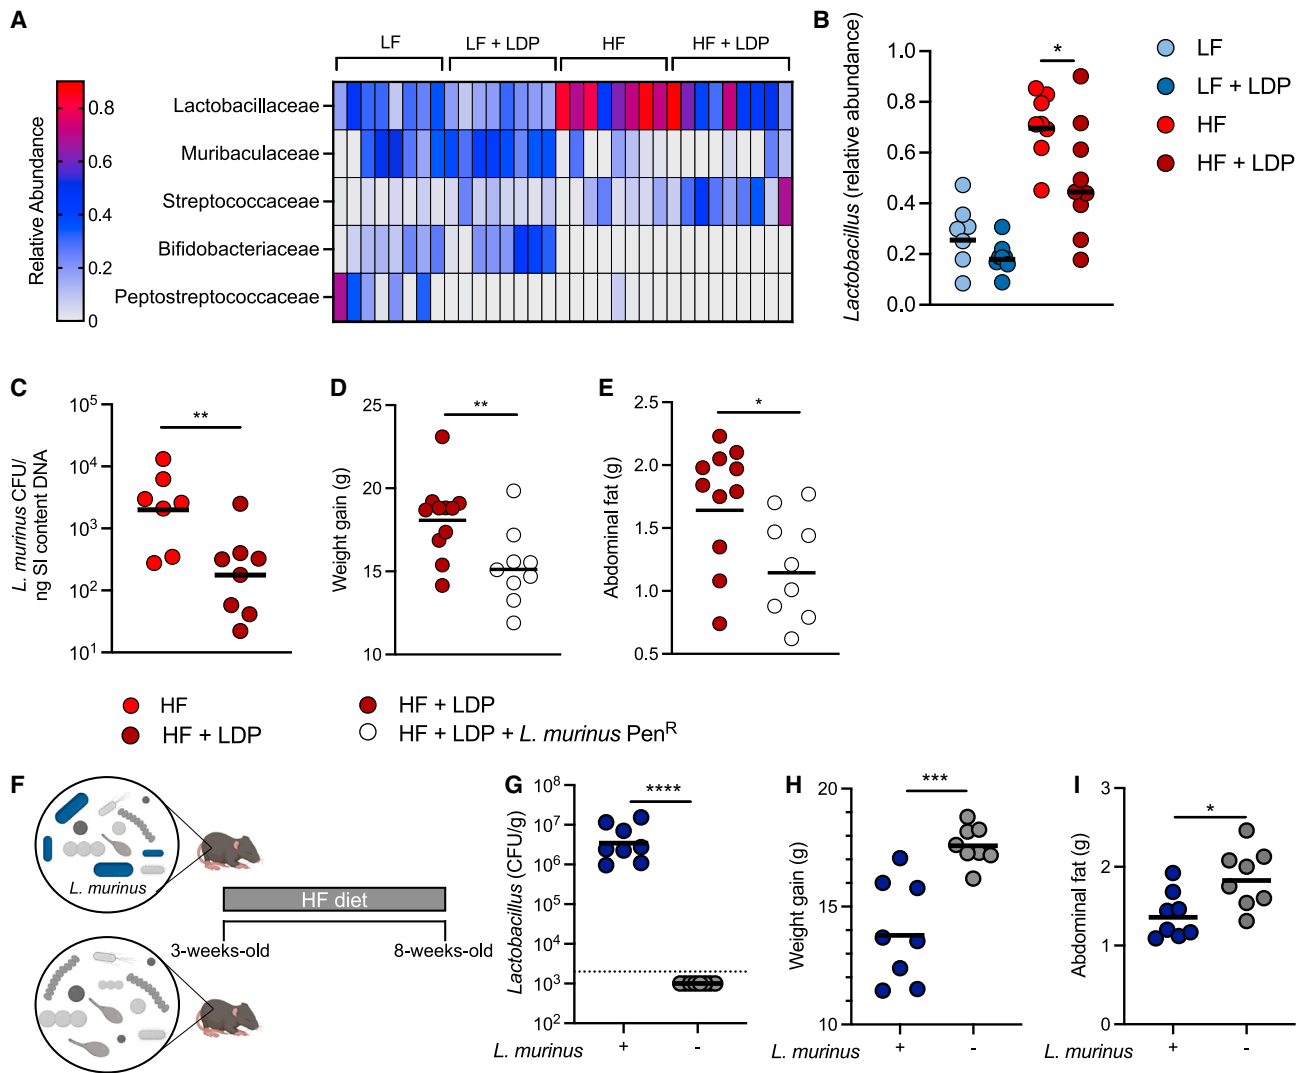 A
LF
LF + LDP
HF
HF + LDP
Relative Abundance
0.8
0.6
0.4
0.2
0
Lactobacillaceae
Muribaculaceae
Streptococcaceae
Bifidobacteriaceae
Peptostreptococcaceae
B
Lactobacillus (relative abundance)
1.0
0.8
0.6
0.4
0.2
0.0
*
LF
LF + LDP
HF
HF + LDP
C
L. murinus CFU/
ng SI content DNA
10^5
10^4
10^3
10^2
10^1
**
HF
HF + LDP
D
Weight gain (g)
25
20
15
10
**
E
Abdominal fat (g)
2.5
2.0
1.5
1.0
0.5
*
HF + LDP
HF + LDP + L. murinus Pen^R
F
L. murinus
HF diet
3-weeks-old
8-weeks-old
G
Lactobacillus (CFU/g)
10^8
10^7
10^6
10^5
10^4
10^3
10^2
****
L. murinus + -
H
Weight gain (g)
20
15
10
***
L. murinus + -
I
Abdominal fat (g)
3
2
1
0
*
L. murinus + -